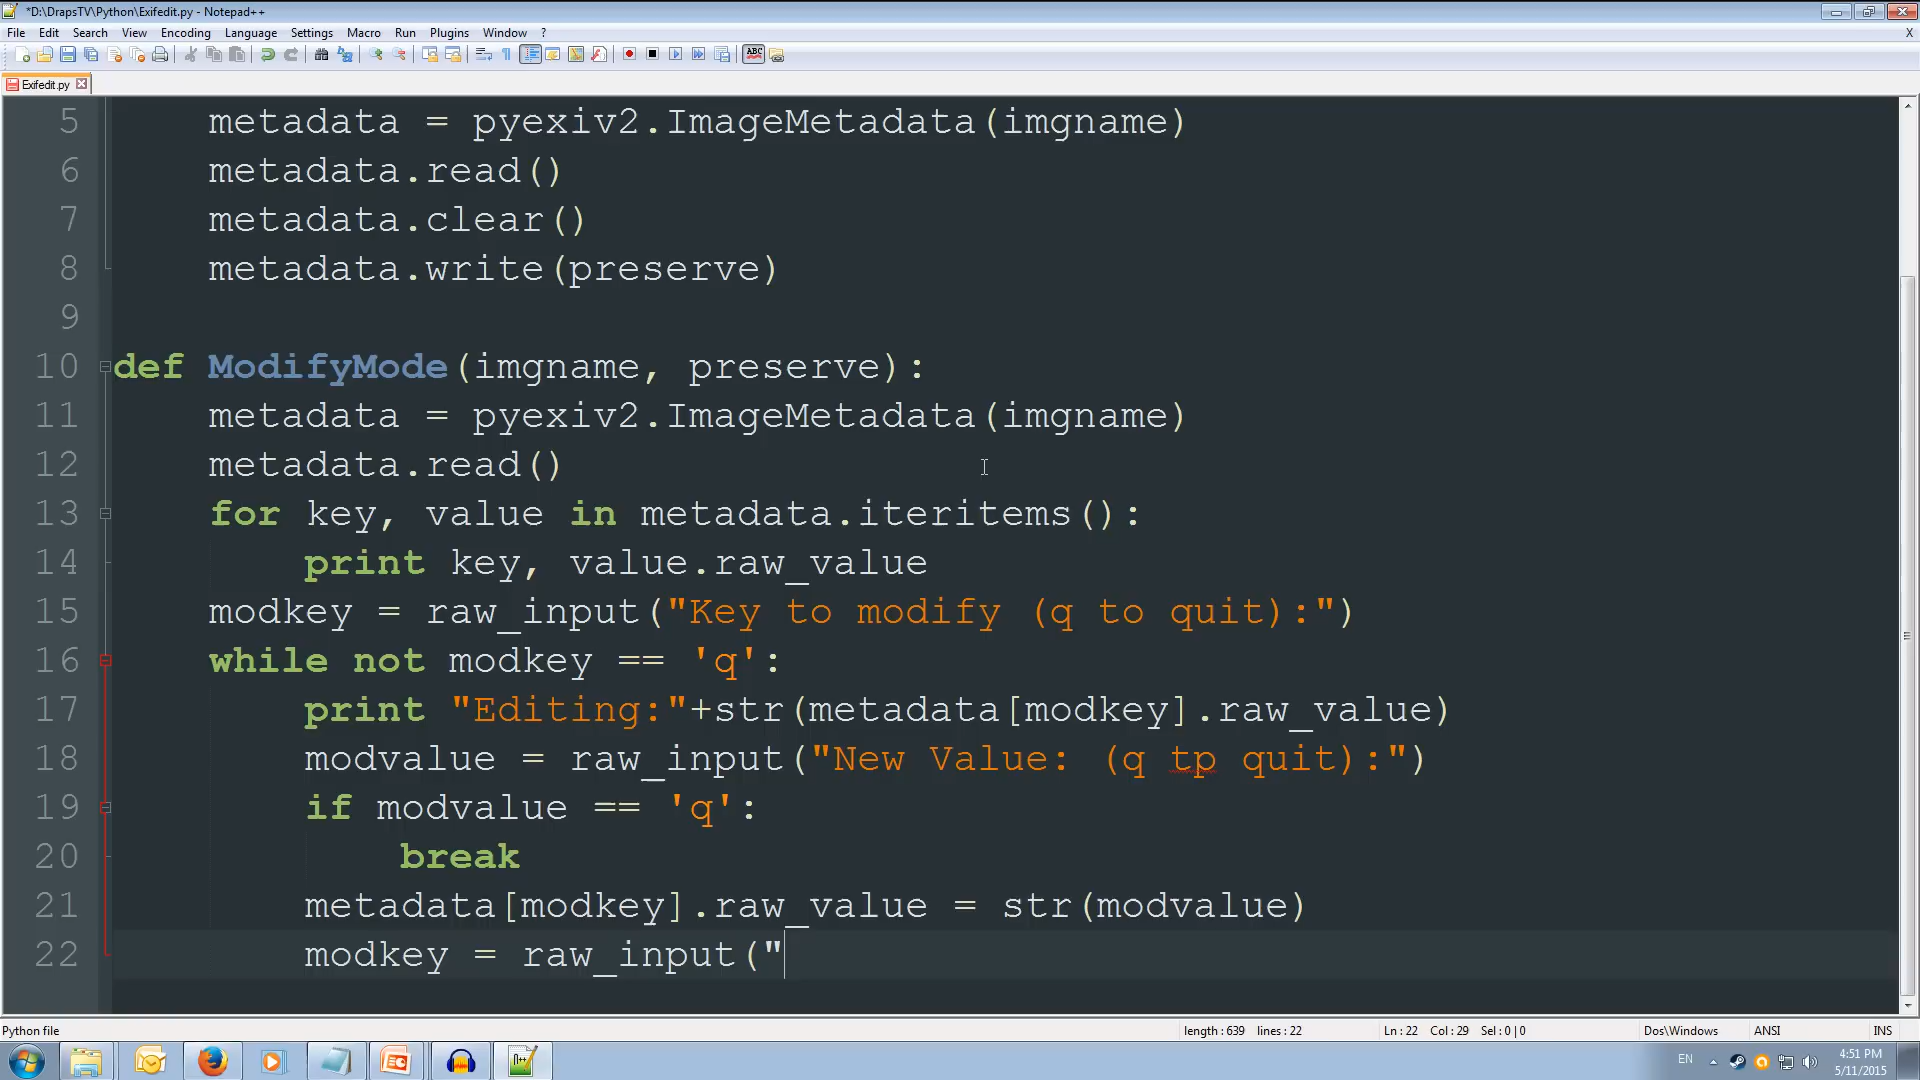 *D:\DrapsTV\Python\Exifedit.py - Notepad++
File Edit Search View Encoding Language Settings Macro Run Plugins Window ? X
Exifedit.py
5 metadata = pyexiv2.ImageMetadata(imgname)
6 metadata.read()
7 metadata.clear()
8 metadata.write(preserve)
9
10 def ModifyMode(imgname, preserve):
11 metadata = pyexiv2.ImageMetadata(imgname)
12 metadata.read()
13 for key, value in metadata.iteritems():
14 print key, value.raw_value
15 modkey = raw_input("Key to modify (q to quit):")
16 while not modkey == 'q':
17 print "Editing:"+str(metadata[modkey].raw_value)
18 modvalue = raw_input("New Value: (q tp quit):")
19 if modvalue == 'q':
20 break
21 metadata[modkey].raw_value = str(modvalue)
22 modkey = raw_input("
Python file length : 639 lines : 22 Ln : 22 Col : 29 Sel : 0 | 0 Dos\Windows ANSI INS
EN 4:51 PM
5/11/2015